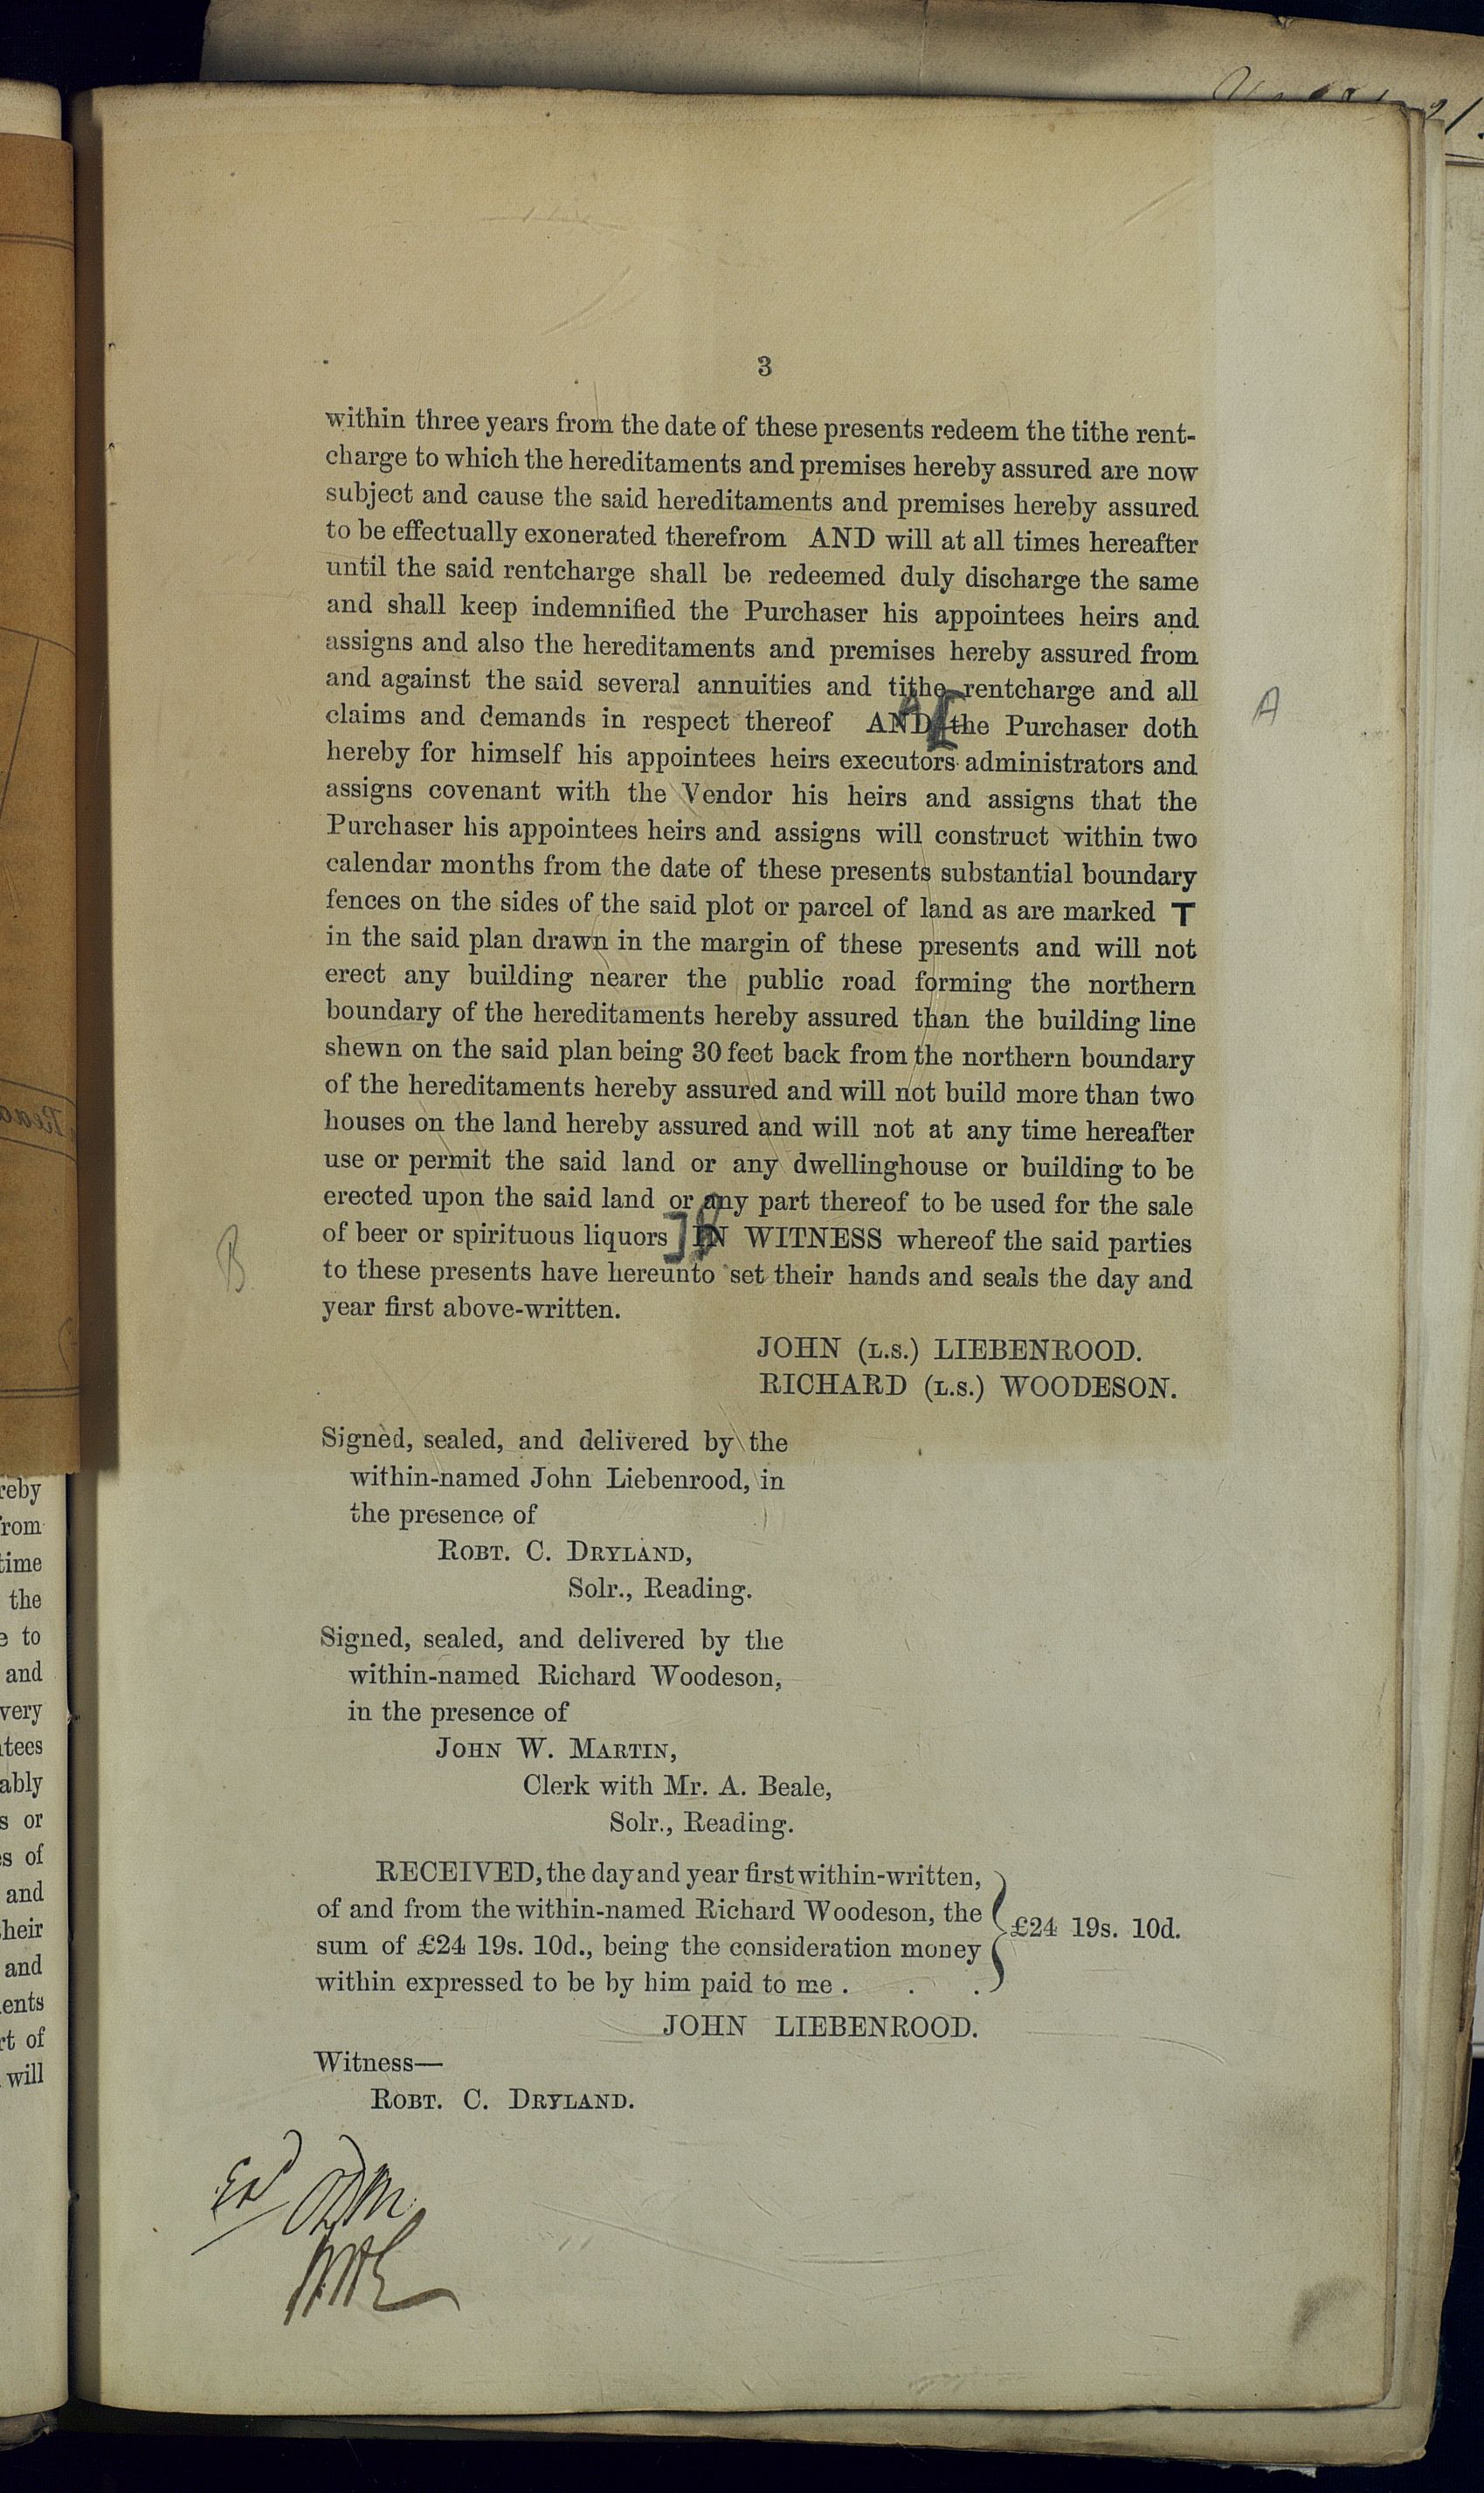 3
within three years from the date of these presents redeem the tithe rent-
charge to which the hereditaments and premises hereby assured are now
subject and cause the said hereditaments and premises hereby assured
to be effectually exonerated therefrom AND will at all times hereafter
until the said rentcharge shall be redeemed duly discharge the same
and shall keep indemnified the Purchaser his appointees heirs and
assigns and also the hereditaments and premises hereby assured from
and against the said several annuities and tithe rentcharge and all
claims and demands in respect thereof AND [the Purchaser doth
A
hereby for himself his appointees heirs executors administrators and
assigns covenant with the Vendor his heirs and assigns that the
Purchaser his appointees heirs and assigns will construct within two
calendar months from the date of these presents substantial boundary
fences on the sides of the said plot or parcel of land as are marked T
in the said plan drawn in the margin of these presents and will not
erect any building nearer the public road forming the northern
boundary of the hereditaments hereby assured than the building line
shewn on the said plan being 30 feet back from the northern boundary
of the hereditaments hereby assured and will not build more than two
houses on the land hereby assured and will not at any time hereafter
use or permit the said land or any dwellinghouse or building to be
erected upon the said land or any part thereof to be used for the sale
B
of beer or spirituous liquors] IN WITNESS whereof the said parties
to these presents have hereunto set their hands and seals the day and
year first above-written.
JOHN (L.S.) LIEBENROOD.
RICHARD (L.S.) WOODESON.
Signed, sealed, and delivered by the
within-named John Liebenrood, in
the presence of
ROBT. C. DRYLAND,
Solr., Reading.
Signed, sealed, and delivered by the
within-named Richard Woodeson,
in the presence of
JOHN W. MARTIN,
Clerk with Mr. A. Beale,
Solr., Reading.
RECEIVED, the day and year first within-written,
of and from the within-named Richard Woodeson, the
sum of £24 19s. 10d., being the consideration money
within expressed to be by him paid to me . . .
£24 19s. 10d.
JOHN LIEBENROOD.
Witness—
ROBT. C. DRYLAND.
reby
from
time
the
e to
and
very
ntees
ably
s or
es of
and
their
and
ents
rt of
will